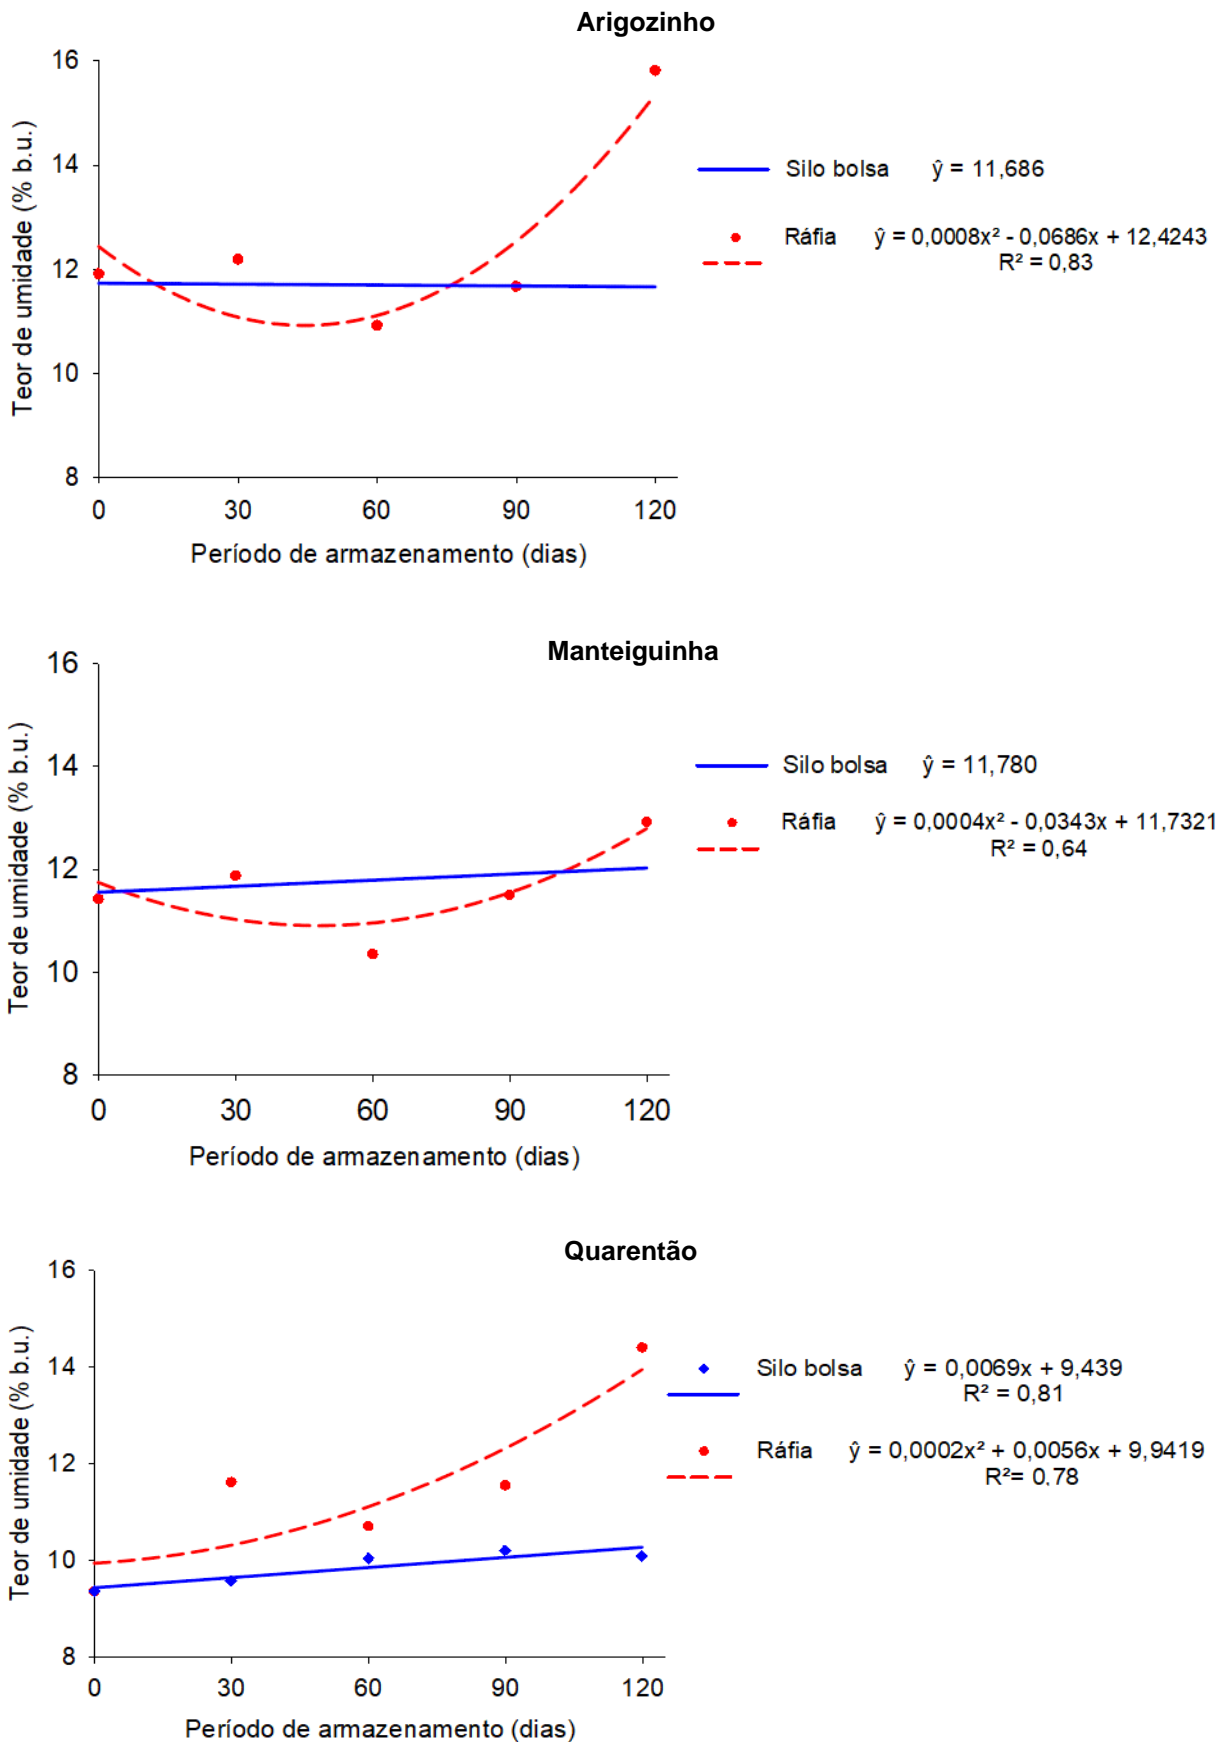 Arigozinho
16
14
12
10
8
Teor de umidade (% b.u.)
0 30 60 90 120
Período de armazenamento (dias)
Silo bolsa ŷ = 11,686
Ráfia ŷ = 0,0008x² - 0,0686x + 12,4243
R² = 0,83
Manteiguinha
16
14
12
10
8
Teor de umidade (% b.u.)
0 30 60 90 120
Período de armazenamento (dias)
Silo bolsa ŷ = 11,780
Ráfia ŷ = 0,0004x² - 0,0343x + 11,7321
R² = 0,64
Quarentão
16
14
12
10
8
Teor de umidade (% b.u.)
0 30 60 90 120
Período de armazenamento (dias)
Silo bolsa ŷ = 0,0069x + 9,439
R² = 0,81
Ráfia ŷ = 0,0002x² + 0,0056x + 9,9419
R²= 0,78